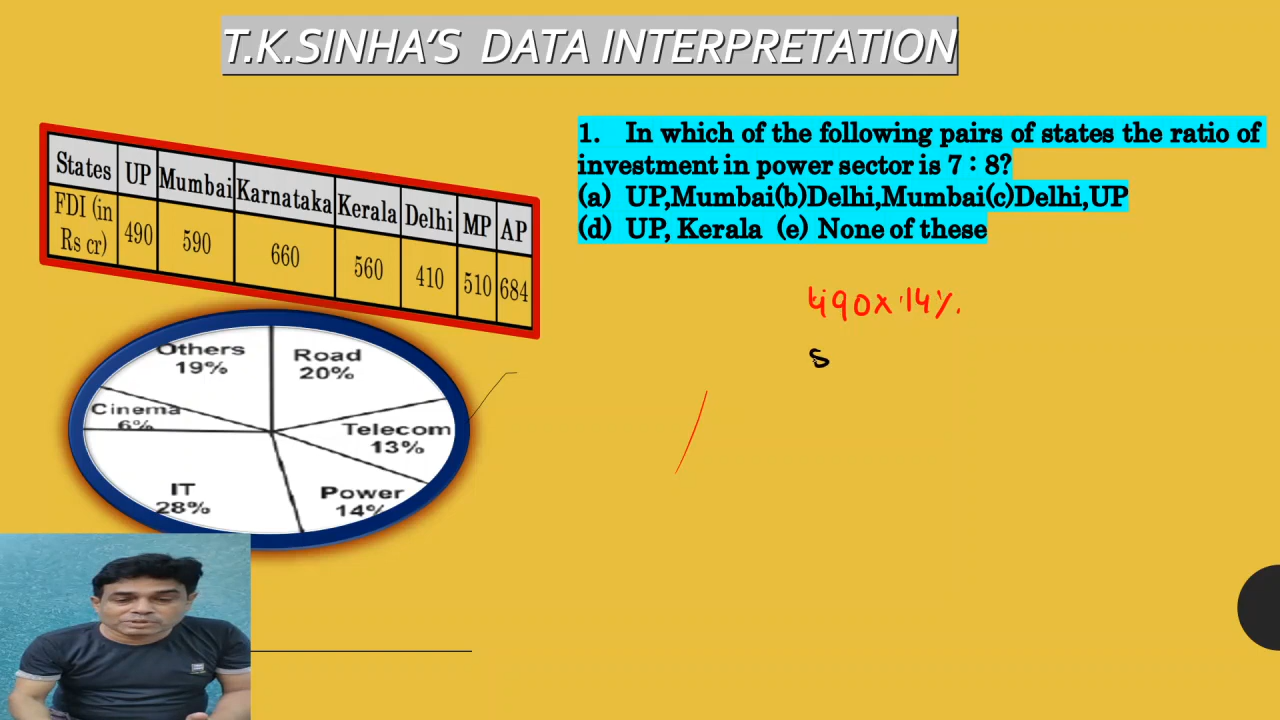 T.K.SINHA'S DATA INTERPRETATION
States UP Mumbai Karnataka Kerala Delhi MP AP
FDI (in Rs cr) 490 590 660 560 410 510 684
1. In which of the following pairs of states the ratio of
investment in power sector is 7 : 8?
(a) UP,Mumbai(b)Delhi,Mumbai(c)Delhi,UP
(d) UP, Kerala (e) None of these
490x14%.
5
Others
19%
Road
20%
Cinema
6%
Telecom
13%
IT
28%
Power
14%